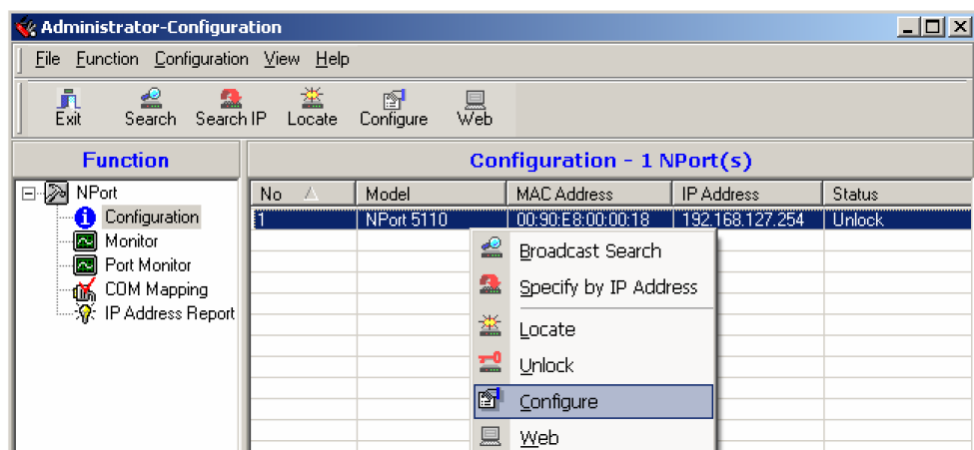 Administrator-Configuration
File Function Configuration View Help
Exit Search Search IP Locate Configure Web
Function
Configuration - 1 NPort(s)
NPort
Configuration
Monitor
Port Monitor
COM Mapping
IP Address Report
No Model MAC Address IP Address Status
1 NPort 5110 00:90:E8:00:00:18 192.168.127.254 Unlock
Broadcast Search
Specify by IP Address
Locate
Unlock
Configure
Web